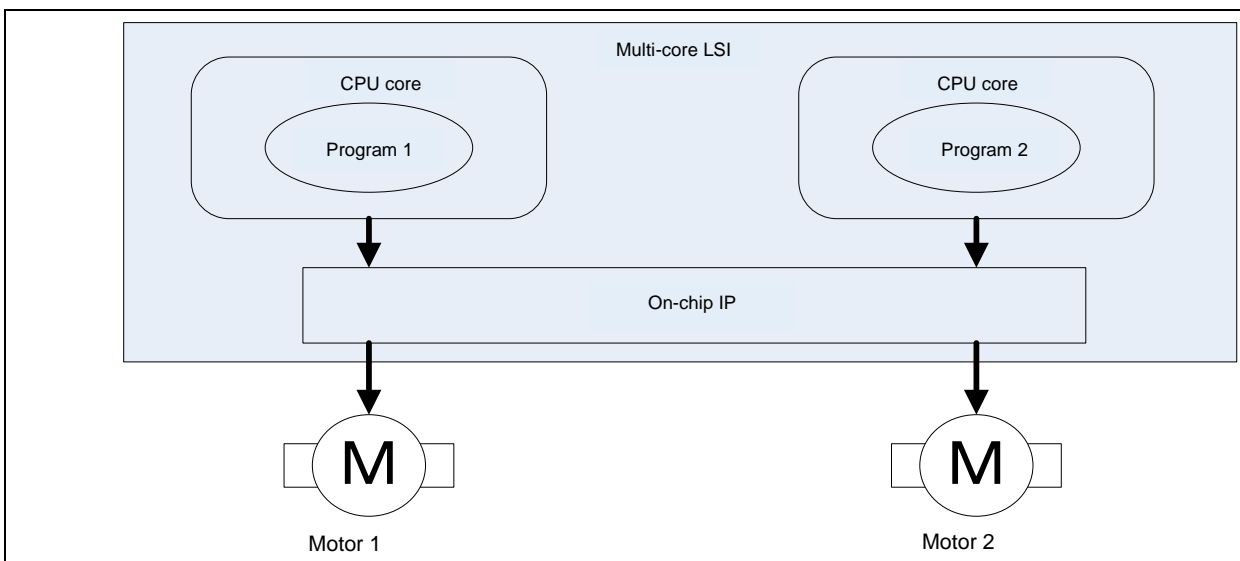 Multi-core LSI
CPU core
CPU core
Program 1
Program 2
On-chip IP
M
M
Motor 1
Motor 2